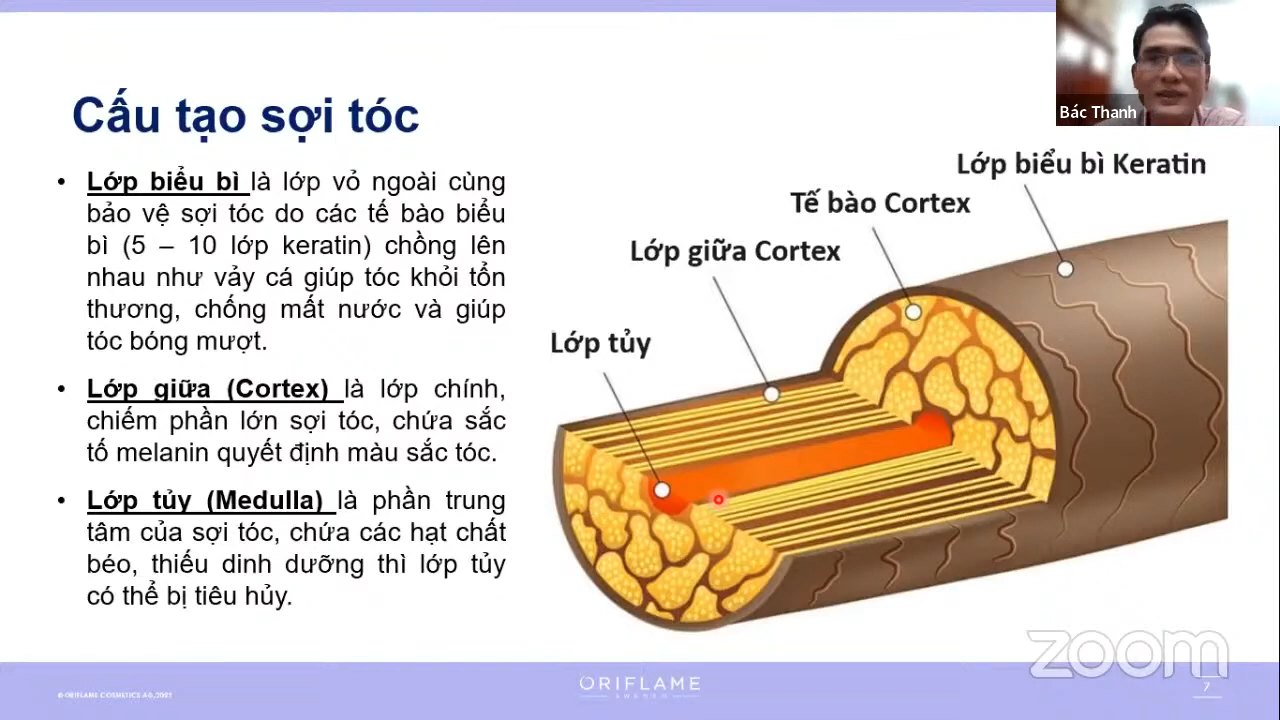 Bác Thanh
Cấu tạo sợi tóc
• Lớp biểu bì là lớp vỏ ngoài cùng
bảo vệ sợi tóc do các tế bào biểu
bì (5 – 10 lớp keratin) chồng lên
nhau như vảy cá giúp tóc khỏi tổn
thương, chống mất nước và giúp
tóc bóng mượt.
• Lớp giữa (Cortex) là lớp chính,
chiếm phần lớn sợi tóc, chứa sắc
tố melanin quyết định màu sắc tóc.
• Lớp tủy (Medulla) là phần trung
tâm của sợi tóc, chứa các hạt chất
béo, thiếu dinh dưỡng thì lớp tủy
có thể bị tiêu hủy.
Lớp biểu bì Keratin
Tế bào Cortex
Lớp giữa Cortex
Lớp tủy
zoom
©ORIFLAME COSMETICS AG,2021
ORIFLAME
SWEDEN
7